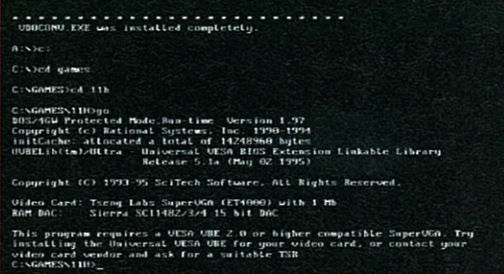 VDOCONV.EXE was installed completely.
A:\>c:
C:\>cd games
C:\GAMES>cd 11h
C:\GAMES\11H>go
DOS/4GW Protected Mode Run-time Version 1.97
Copyright (c) Rational Systems, Inc. 1990-1994
initCache: allocated a total of 14248960 bytes
UVBELib(tm)/Ultra - Universal VESA BIOS Extension Linkable Library
Release 5.1a (May 02 1995)
Copyright (C) 1993-95 SciTech Software, All Rights Reserved.
Video Card: Tseng Labs SuperVGA (ET4000) with 1 Mb
RAM DAC: Sierra SC11482/3/4 15 bit DAC
This program requires a VESA VBE 2.0 or higher compatible SuperVGA. Try
installing the Universal VESA VBE for your video card, or contact your
video card vendor and ask for a suitable TSR
C:\GAMES\11H>_